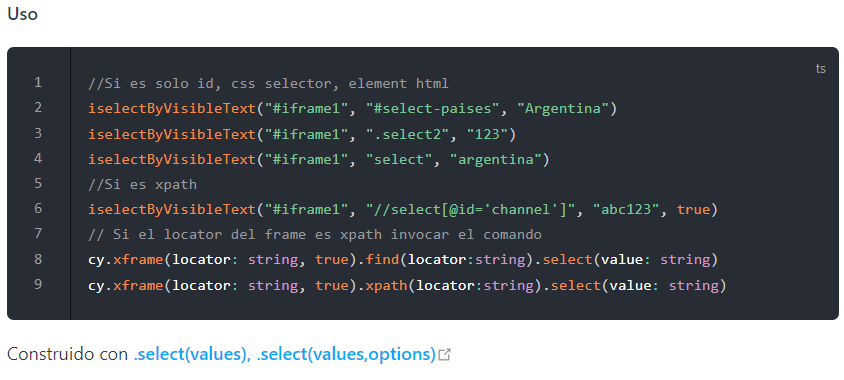 Uso
ts
1 //Si es solo id, css selector, element html
2 iselectByVisibleText("#iframe1", "#select-paises", "Argentina")
3 iselectByVisibleText("#iframe1", ".select2", "123")
4 iselectByVisibleText("#iframe1", "select", "argentina")
5 //Si es xpath
6 iselectByVisibleText("#iframe1", "//select[@id='channel']", "abc123", true)
7 // Si el locator del frame es xpath invocar el comando
8 cy.xframe(locator: string, true).find(locator:string).select(value: string)
9 cy.xframe(locator: string, true).xpath(locator:string).select(value: string)
Construido con .select(values), .select(values,options)